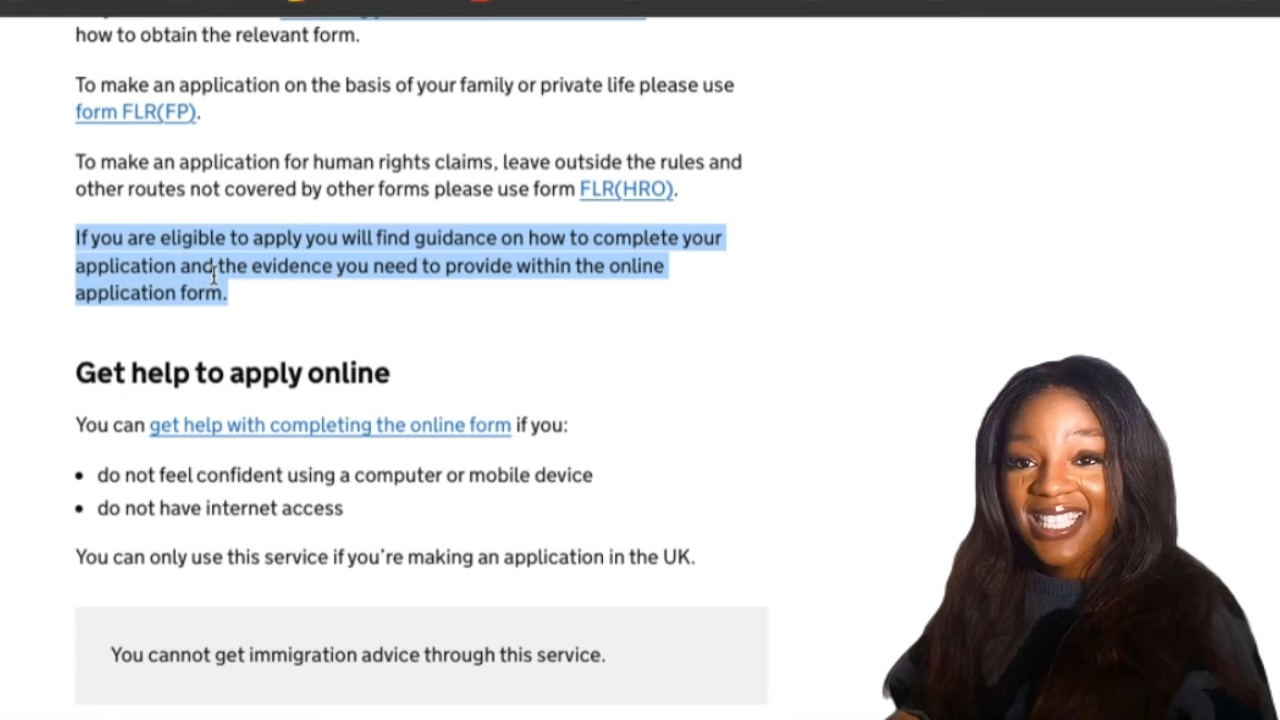 how to obtain the relevant form.
To make an application on the basis of your family or private life please use
form FLR(FP).
To make an application for human rights claims, leave outside the rules and
other routes not covered by other forms please use form FLR(HRO).
If you are eligible to apply you will find guidance on how to complete your
application and the evidence you need to provide within the online
application form.
Get help to apply online
You can get help with completing the online form if you:
• do not feel confident using a computer or mobile device
• do not have internet access
You can only use this service if you're making an application in the UK.
You cannot get immigration advice through this service.